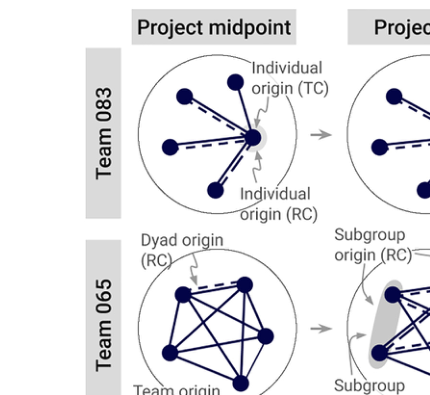 Project midpoint
Projec
Team 083
Individual
origin (TC)
Individual
origin (RC)
Team 065
Dyad origin
(RC)
Team origin
Subgroup
origin (RC)
Subgroup